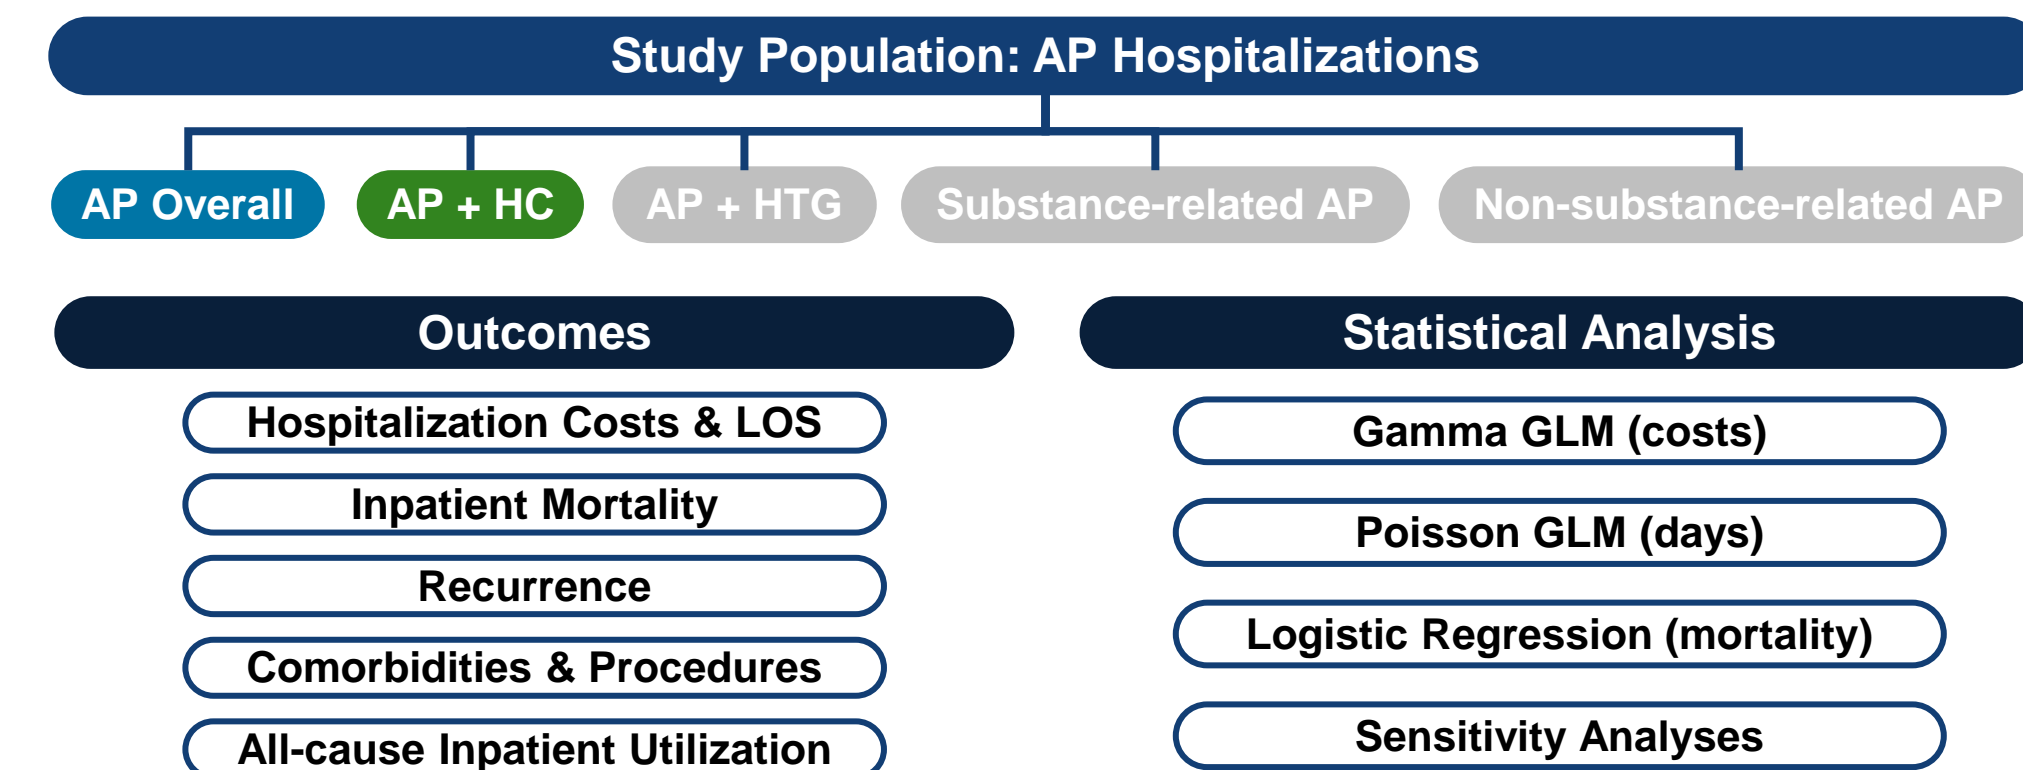 Study Population: AP Hospitalizations
AP Overall
AP + HC
AP + HTG
Substance-related AP
Non-substance-related AP
Outcomes
Hospitalization Costs & LOS
Inpatient Mortality
Recurrence
Comorbidities & Procedures
All-cause Inpatient Utilization
Statistical Analysis
Gamma GLM (costs)
Poisson GLM (days)
Logistic Regression (mortality)
Sensitivity Analyses